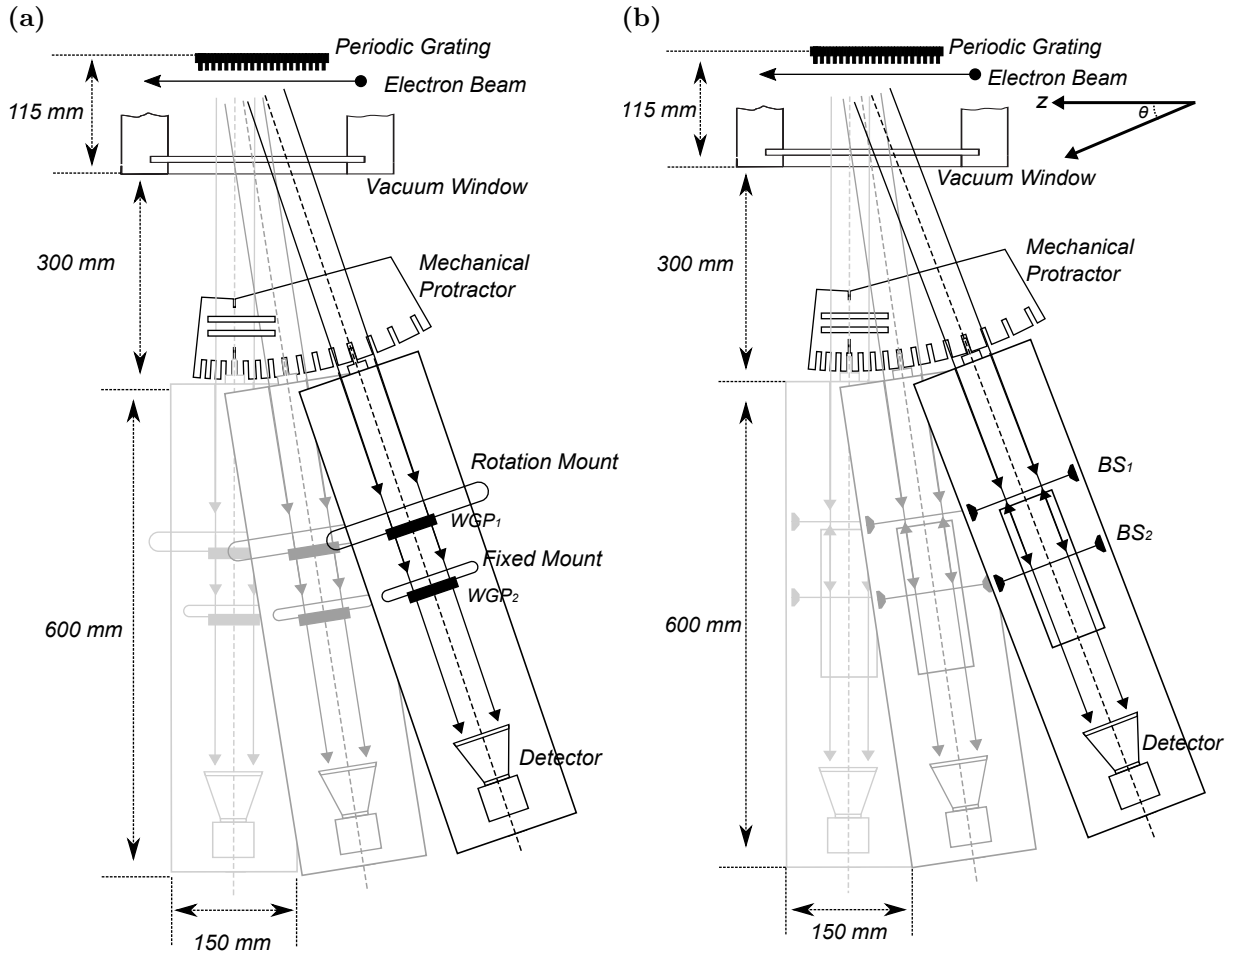 (a)
Periodic Grating
Electron Beam
115 mm
Vacuum Window
300 mm
Mechanical
Protractor
Rotation Mount
WGP1
Fixed Mount
WGP2
600 mm
Detector
150 mm
(b)
Periodic Grating
Electron Beam
115 mm
z
θ
Vacuum Window
300 mm
Mechanical
Protractor
BS1
BS2
600 mm
Detector
150 mm